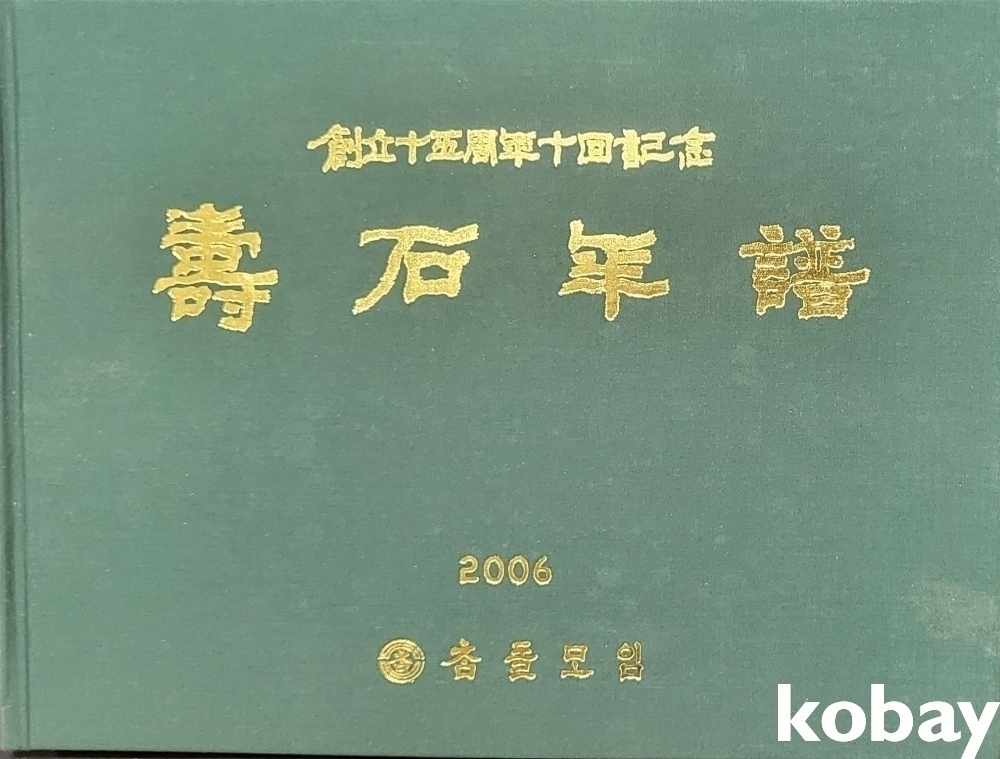 創立十五周年十回記念
壽石年譜
2006
참돌모임
kobay